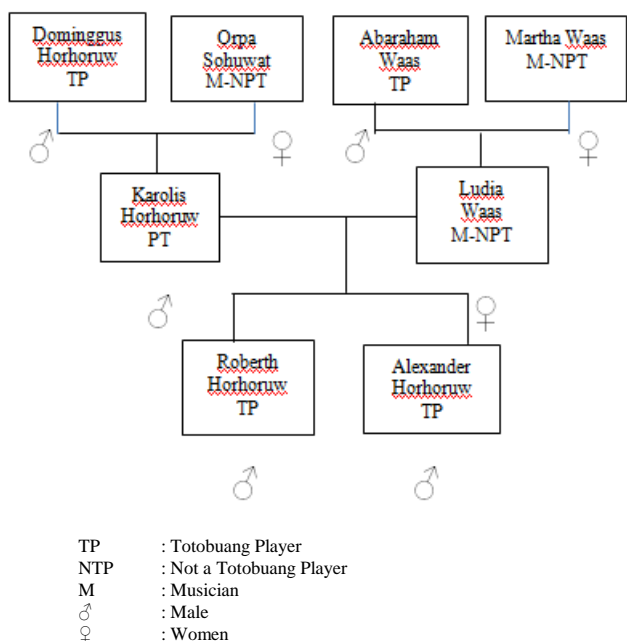 Dominggus
Horhoruw
TP
Orpa
Sohuwat
M-NPT
Abaraham
Waas
TP
Martha Waas
M-NPT
♂
♀
♂
♀
Karolis
Horhoruw
PT
Ludia
Waas
M-NPT
♂
♀
Roberth
Horhoruw
TP
Alexander
Horhoruw
TP
♂
♂
TP : Totobuang Player
NTP : Not a Totobuang Player
M : Musician
♂ : Male
♀ : Women